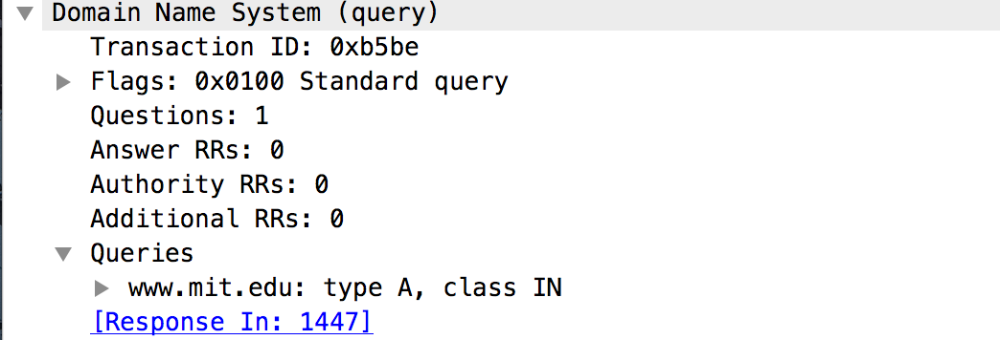 Domain Name System (query)
Transaction ID: 0xb5be
Flags: 0x0100 Standard query
Questions: 1
Answer RRs: 0
Authority RRs: 0
Additional RRs: 0
Queries
www.mit.edu: type A, class IN
[Response In: 1447]